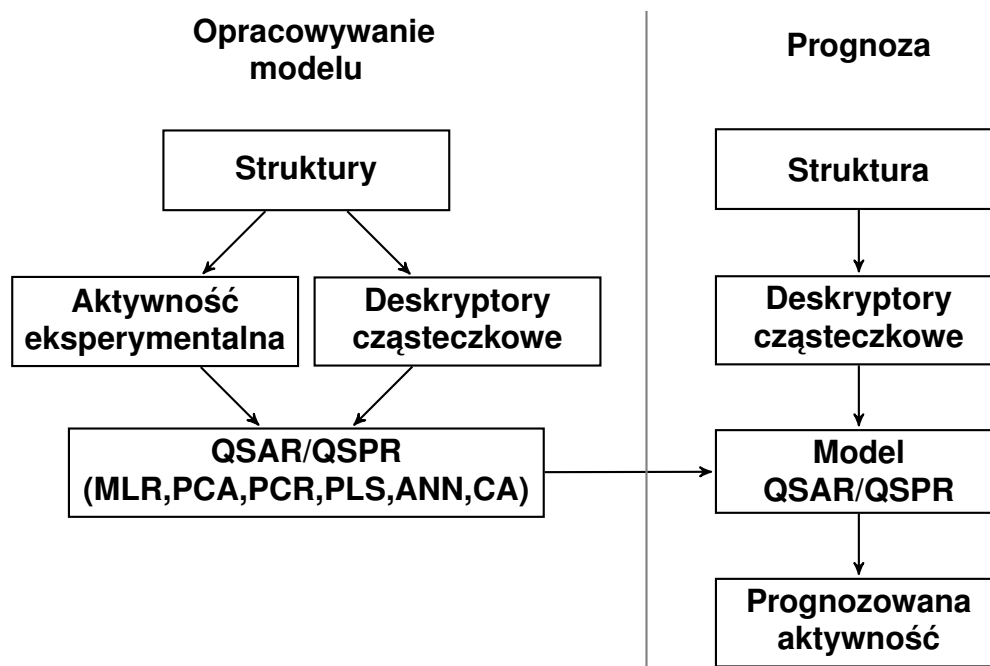 Opracowywanie
modelu
Struktury
Aktywność
eksperymentalna
Deskryptory
cząsteczkowe
QSAR/QSPR
(MLR,PCA,PCR,PLS,ANN,CA)
Prognoza
Struktura
Deskryptory
cząsteczkowe
Model
QSAR/QSPR
Prognozowana
aktywność